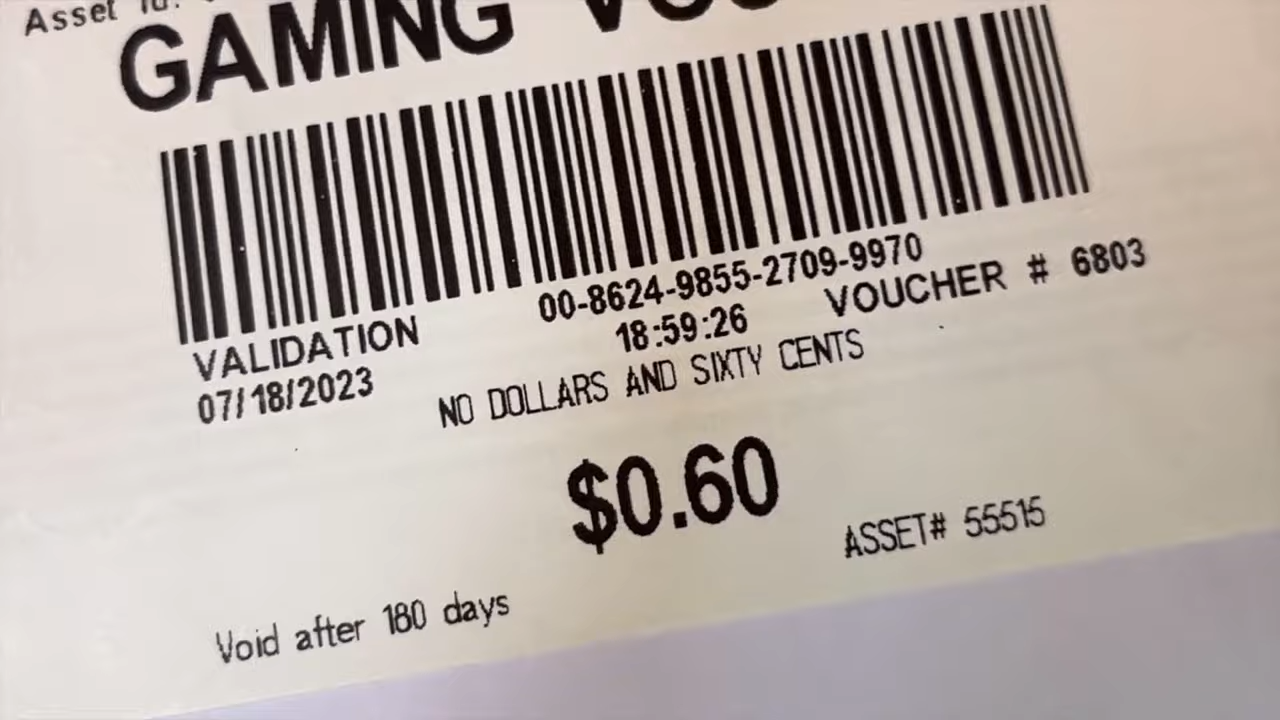 Asset
GAMING
00-8624-9855-2709-9970
VALIDATION 18:59:26 VOUCHER # 6803
07/18/2023 NO DOLLARS AND SIXTY CENTS
$0.60
ASSET# 55515
Void after 180 days